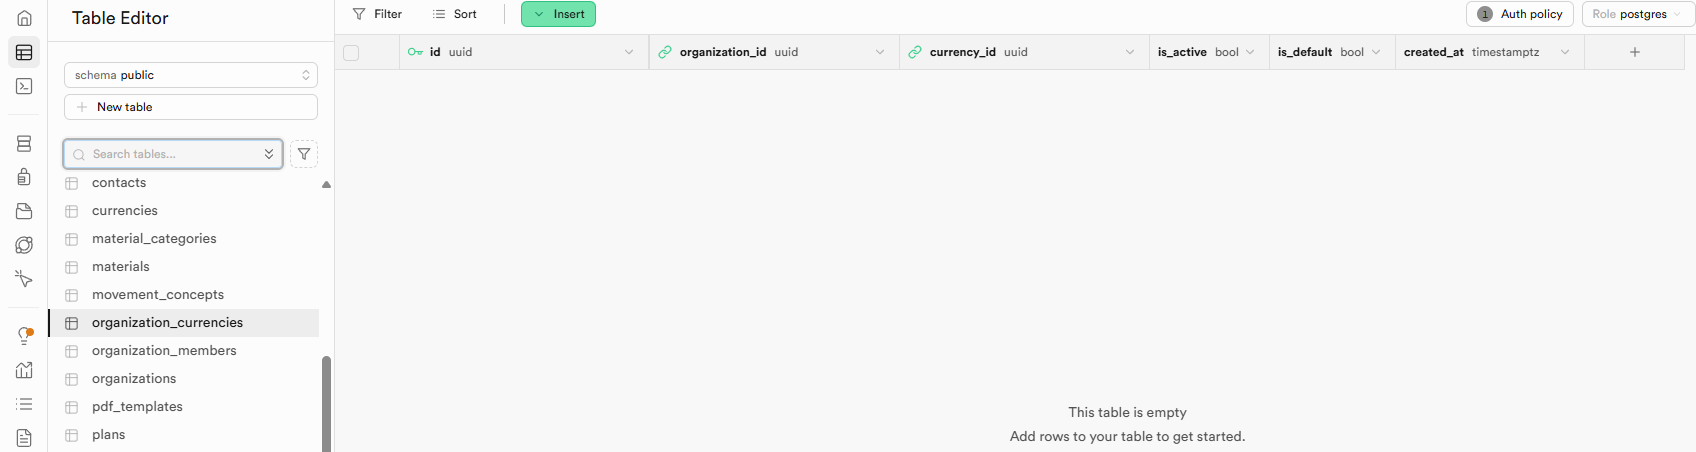 Table Editor
schema public
New table
Search tables...
contacts
currencies
material_categories
materials
movement_concepts
organization_currencies
organization_members
organizations
pdf_templates
plans
Filter Sort Insert 1 Auth policy Role postgres
id uuid organization_id uuid currency_id uuid is_active bool is_default bool created_at timestamptz
This table is empty
Add rows to your table to get started.